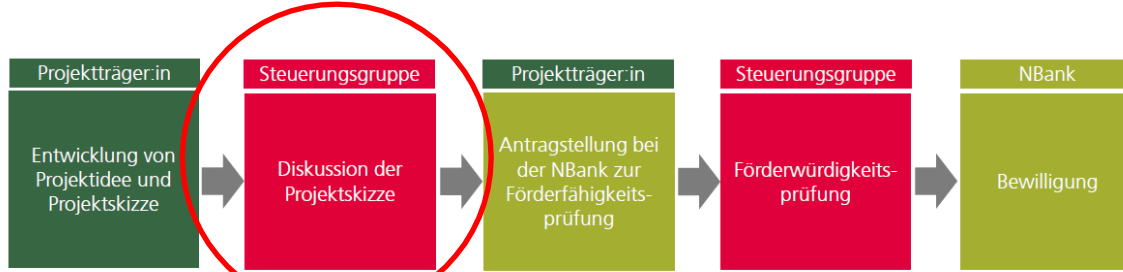 Projektträger:in
Entwicklung von
Projektidee und
Projektskizze
Steuerungsgruppe
Diskussion der
Projektskizze
Projektträger:in
Antragstellung bei
der NBank zur
Förderfähigkeits-
prüfung
Steuerungsgruppe
Förderwürdigkeits-
prüfung
NBank
Bewilligung